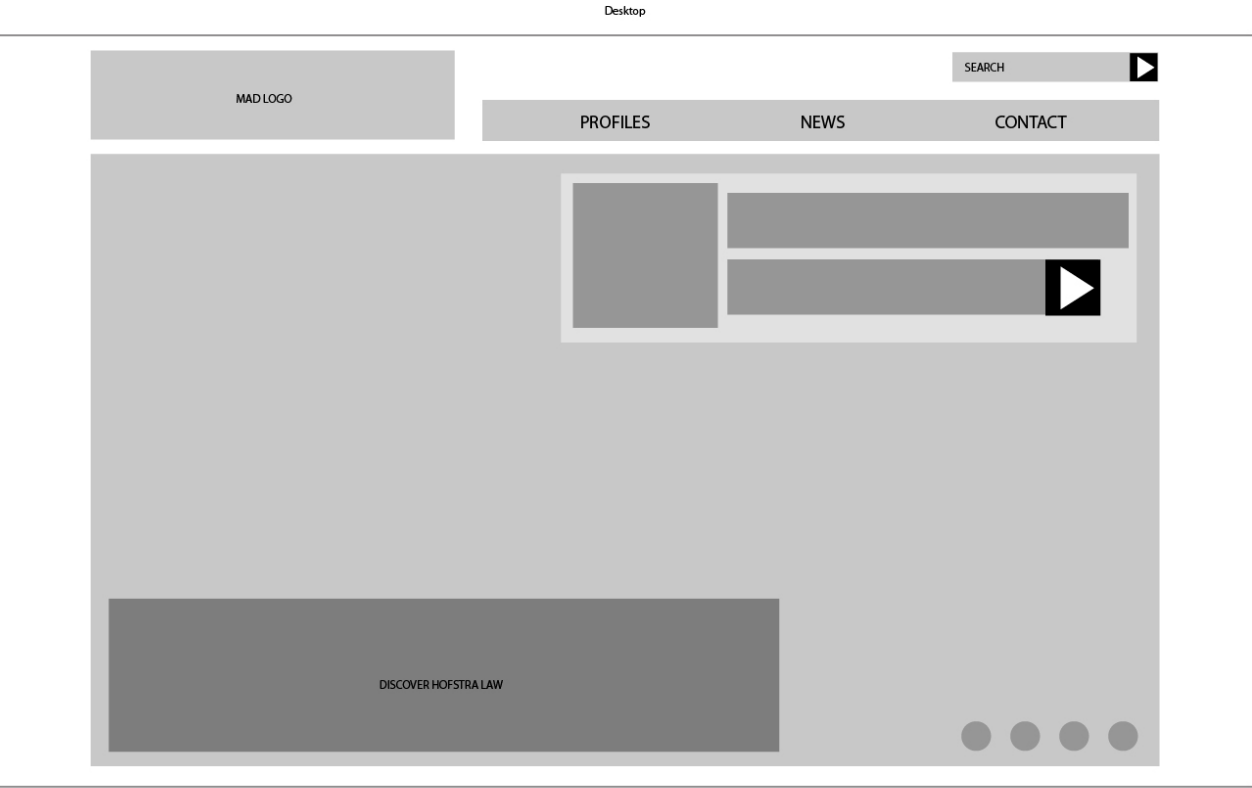 Desktop
SEARCH
MAD LOGO
PROFILES NEWS CONTACT
DISCOVER HOFSTRA LAW